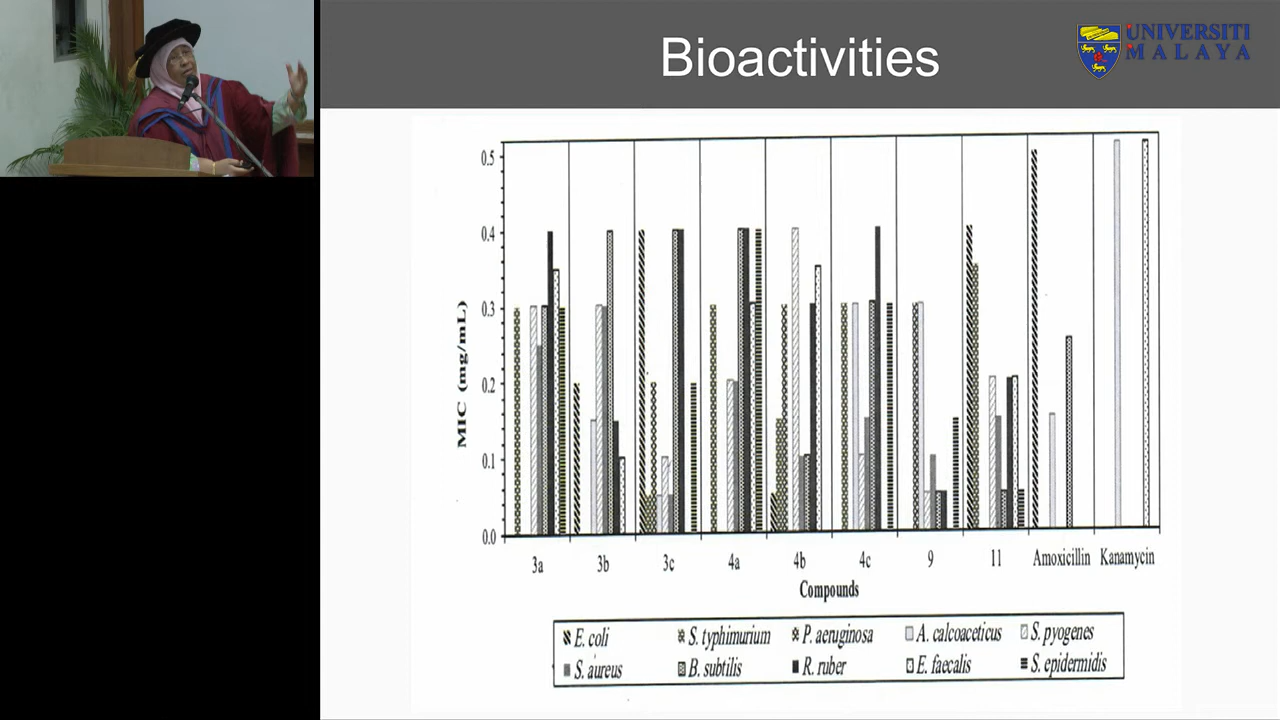 Bioactivities
UNIVERSITI
MALAYA
MIC (mg/mL)
0.5
0.4
0.3
0.2
0.1
0.0
3a 3b 3c 4a 4b 4c 9 11 Amoxicillin Kanamycin
Compounds
E. coli S. typhimurium P. aeruginosa A. calcoaceticus S. pyogenes
S. aureus B. subtilis R. ruber E. faecalis S. epidermidis